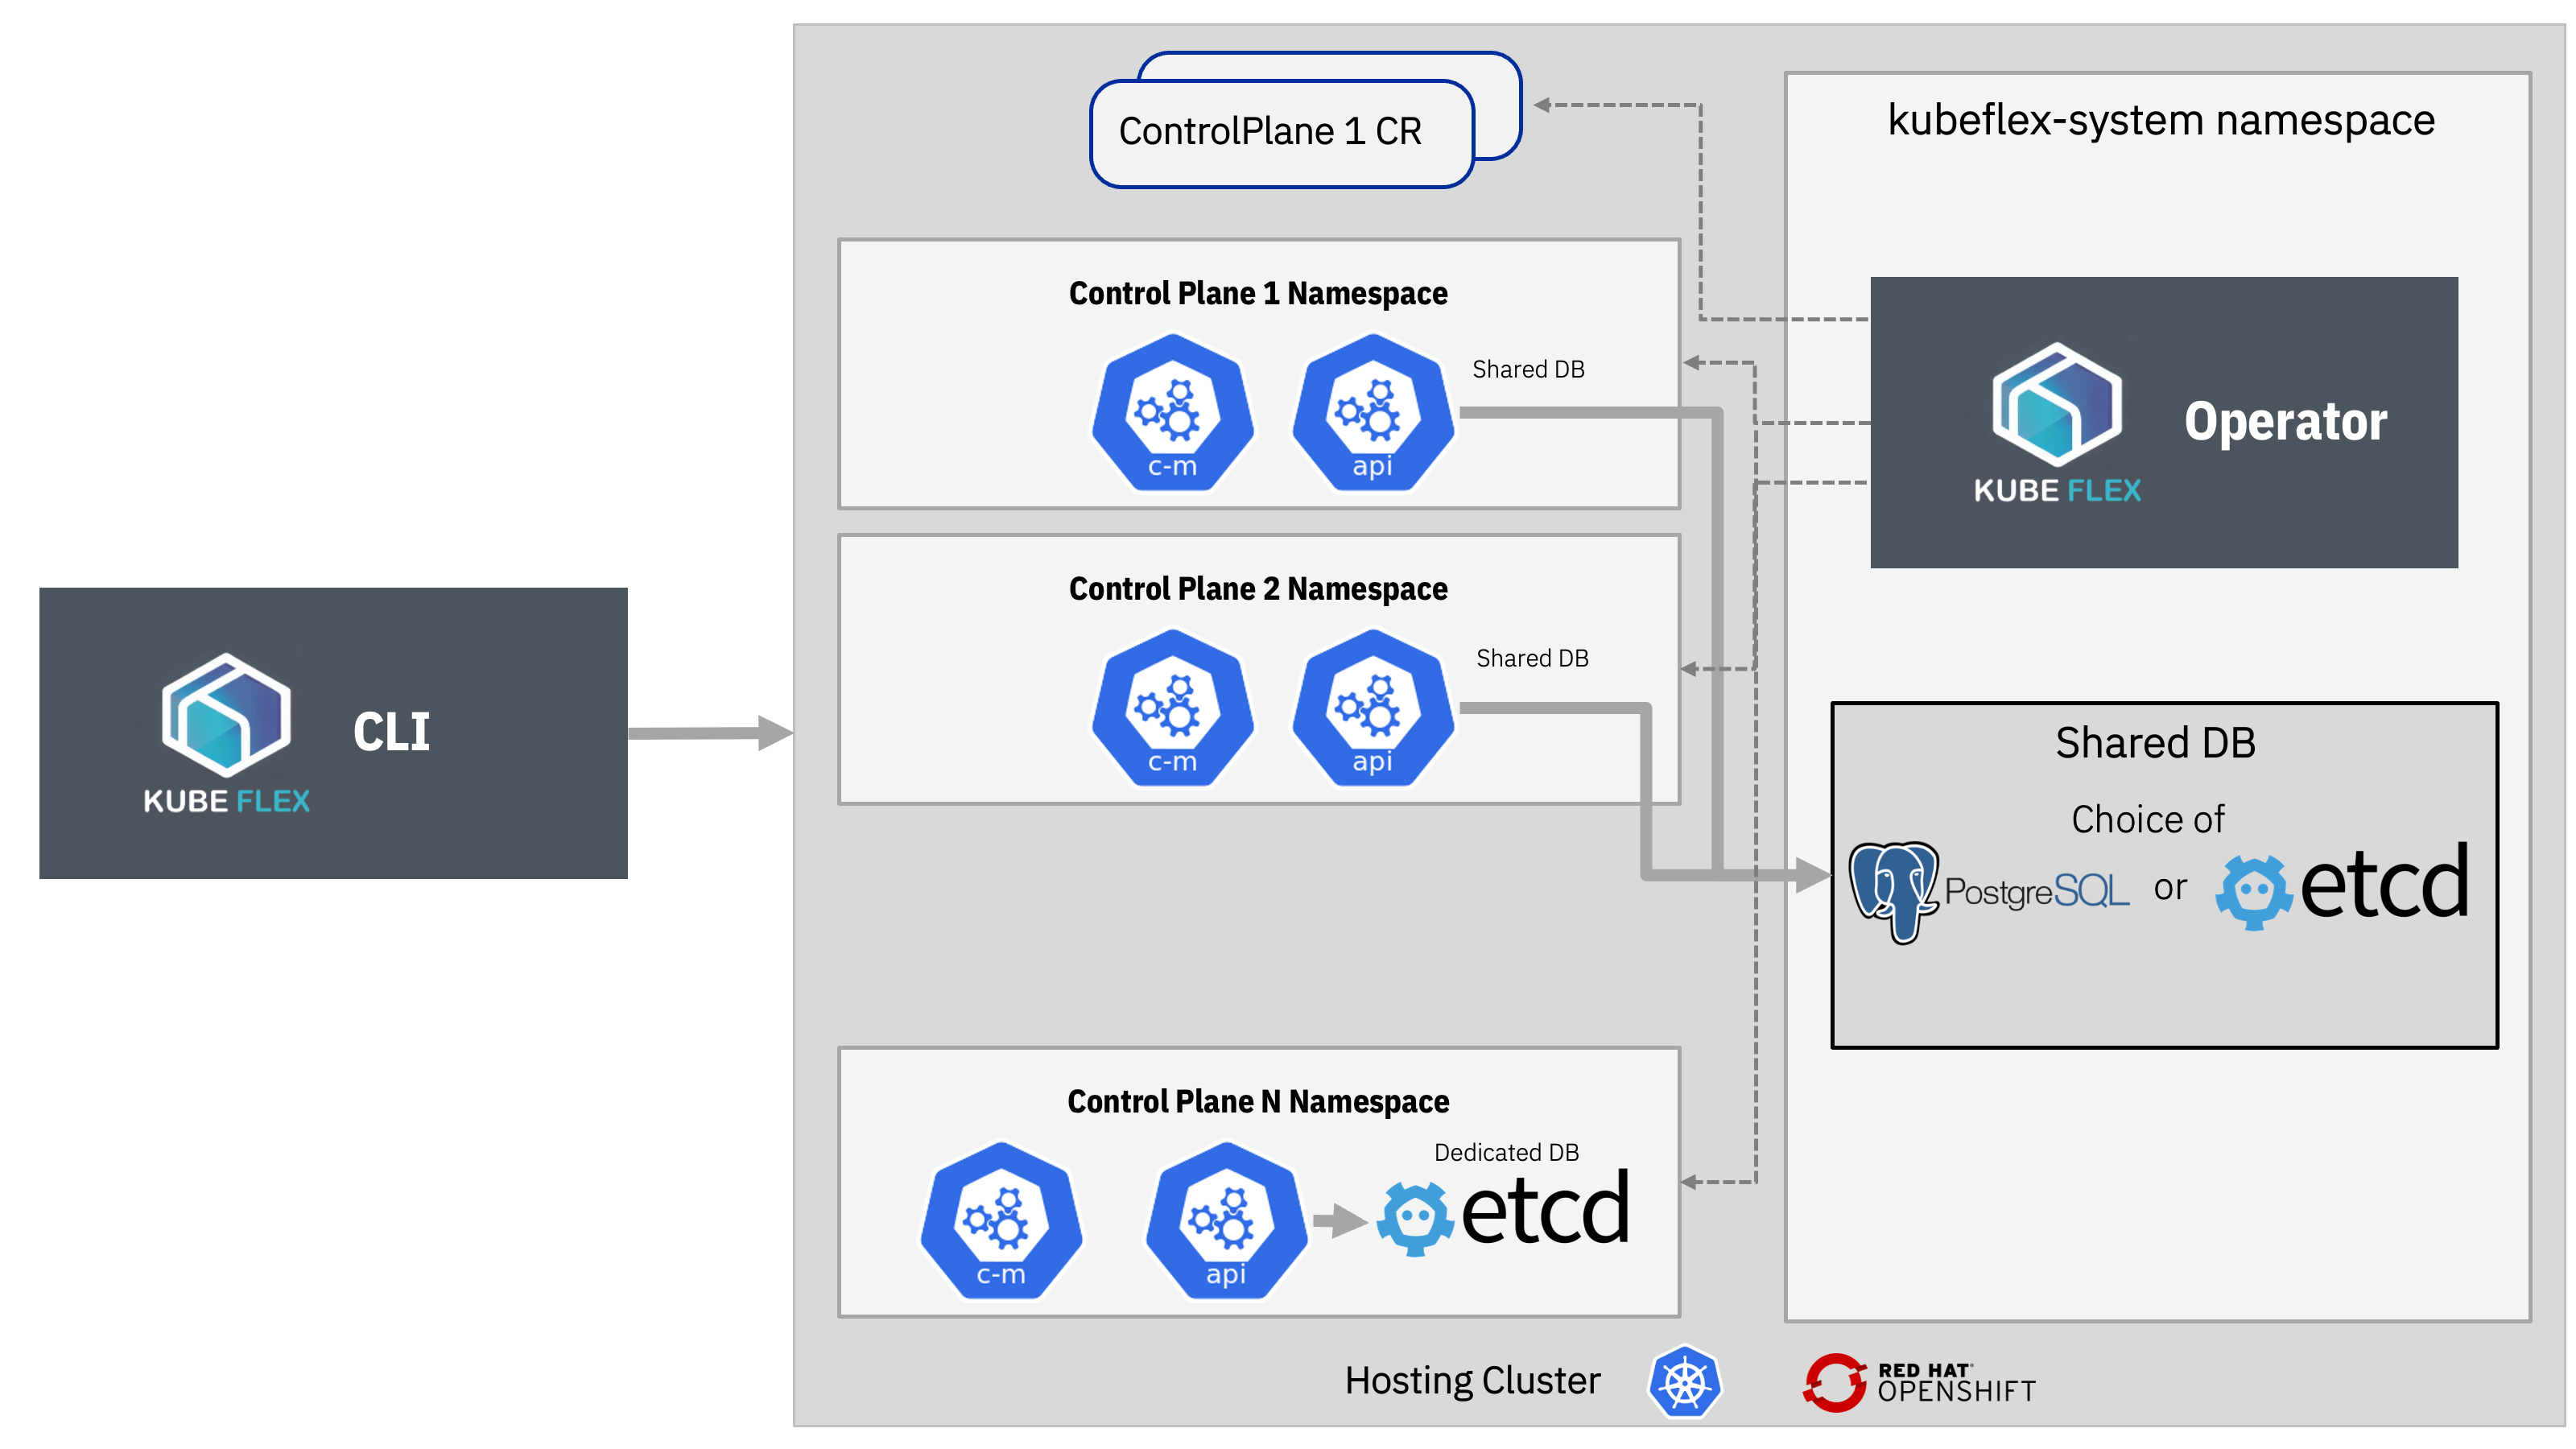 ControlPlane 1 CR
kubeflex-system namespace
Control Plane 1 Namespace
c-m
api
Shared DB
KUBE FLEX
Operator
Control Plane 2 Namespace
c-m
api
Shared DB
KUBE FLEX
CLI
Shared DB
Choice of
PostgreSQL or etcd
Control Plane N Namespace
c-m
api
Dedicated DB
etcd
Hosting Cluster
RED HAT
OPENSHIFT